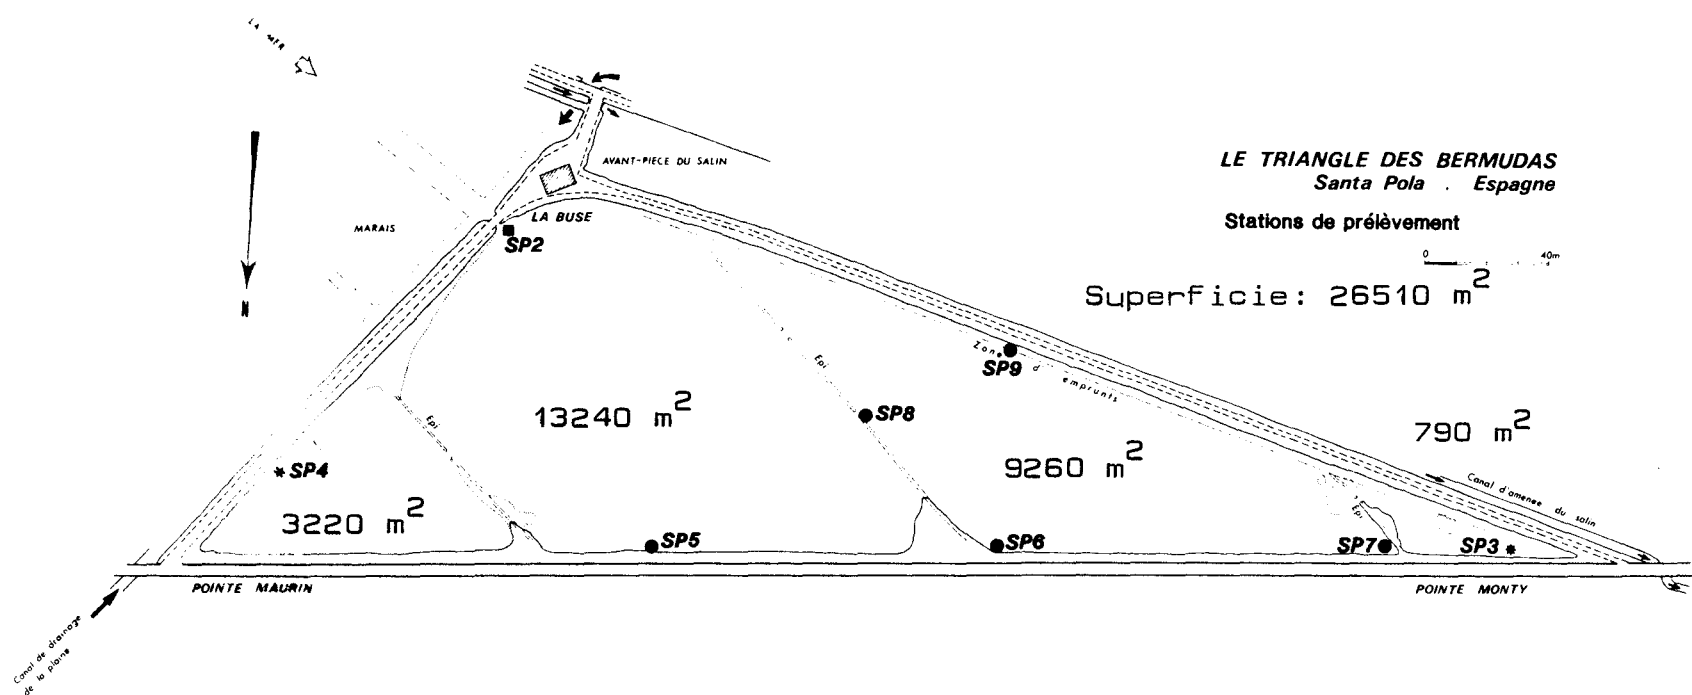 LA MER
AVANT-PIECE DU SALIN
LE TRIANGLE DES BERMUDAS
Santa Pola . Espagne
Stations de prélèvement
0 40m
Superficie: 26510 m²
MARAIS
LA BUSE
SP2
N
Zone d'emprunts
SP9
Epi
SP8
13240 m²
9260 m²
790 m²
Epi
SP4
3220 m²
Canal d'amenee du salin
Epi
SP5
SP6
SP7
SP3
POINTE MAURIN
POINTE MONTY
Canal de drainage
de la plaine